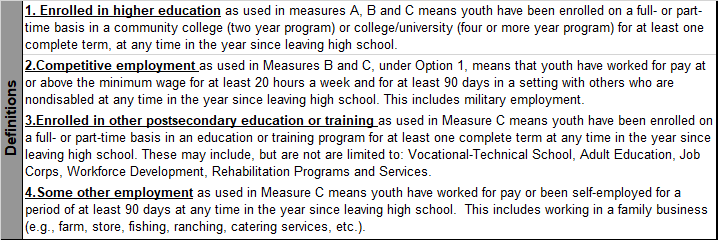 Definitions
1. Enrolled in higher education as used in measures A, B and C means youth have been enrolled on a full- or part-
time basis in a community college (two year program) or college/university (four or more year program) for at least one
complete term, at any time in the year since leaving high school.
2.Competitive employment as used in Measures B and C, under Option 1, means that youth have worked for pay at
or above the minimum wage for at least 20 hours a week and for at least 90 days in a setting with others who are
nondisabled at any time in the year since leaving high school. This includes military employment.
3.Enrolled in other postsecondary education or training as used in Measure C means youth have been enrolled on
a full- or part-time basis in an education or training program for at least one complete term at any time in the year since
leaving high school. These may include, but are not are limited to: Vocational-Technical School, Adult Education, Job
Corps, Workforce Development, Rehabilitation Programs and Services.
4.Some other employment as used in Measure C means youth have worked for pay or been self-employed for a
period of at least 90 days at any time in the year since leaving high school.  This includes working in a family business
(e.g., farm, store, fishing, ranching, catering services, etc.).